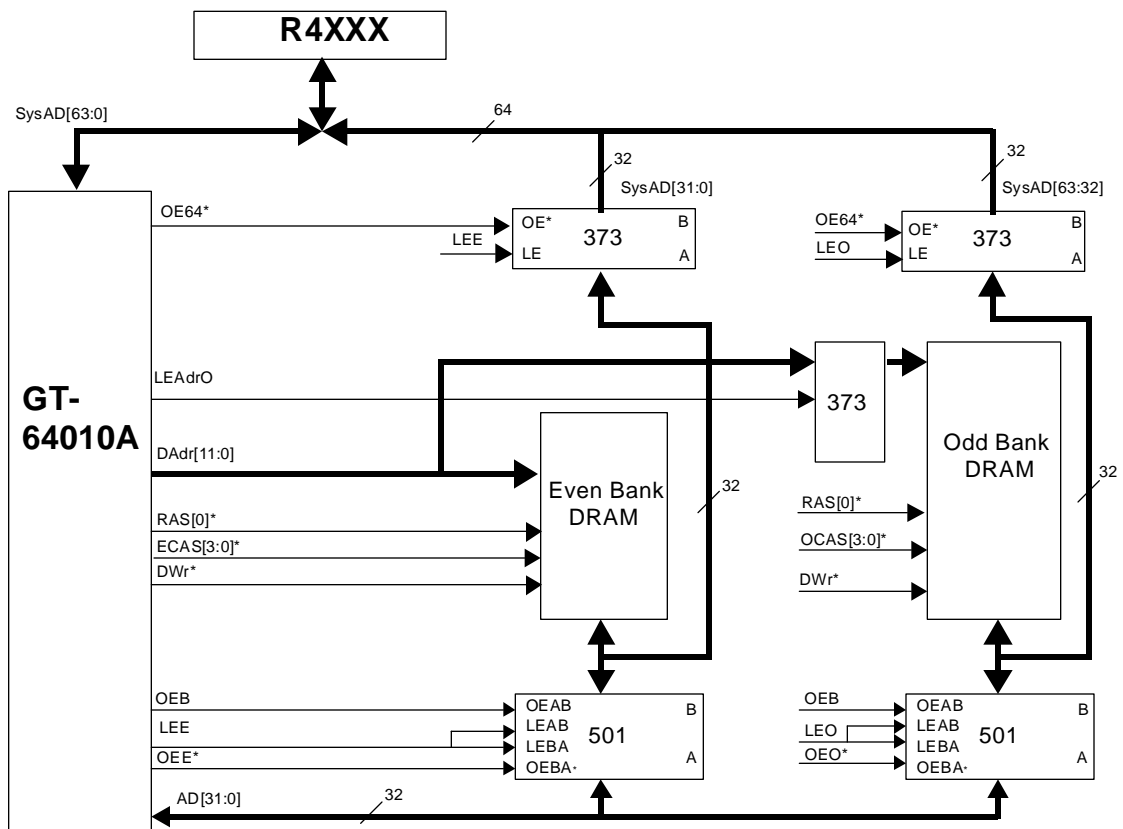 R4XXX
SysAD[63:0]
64
32
SysAD[31:0]
32
SysAD[63:32]
OE64*
OE*
B
373
LEE
LE
A
OE64*
OE*
B
373
LEO
LE
A
LEAdrO
373
GT-
64010A
DAdr[11:0]
Even Bank
DRAM
32
Odd Bank
DRAM
32
RAS[0]*
ECAS[3:0]*
DWr*
RAS[0]*
OCAS[3:0]*
DWr*
OEB
LEE
OEE*
OEAB
LEAB
LEBA
OEBA*
B
501
A
OEB
LEO
OEO*
OEAB
LEAB
LEBA
OEBA*
B
501
A
AD[31:0]
32